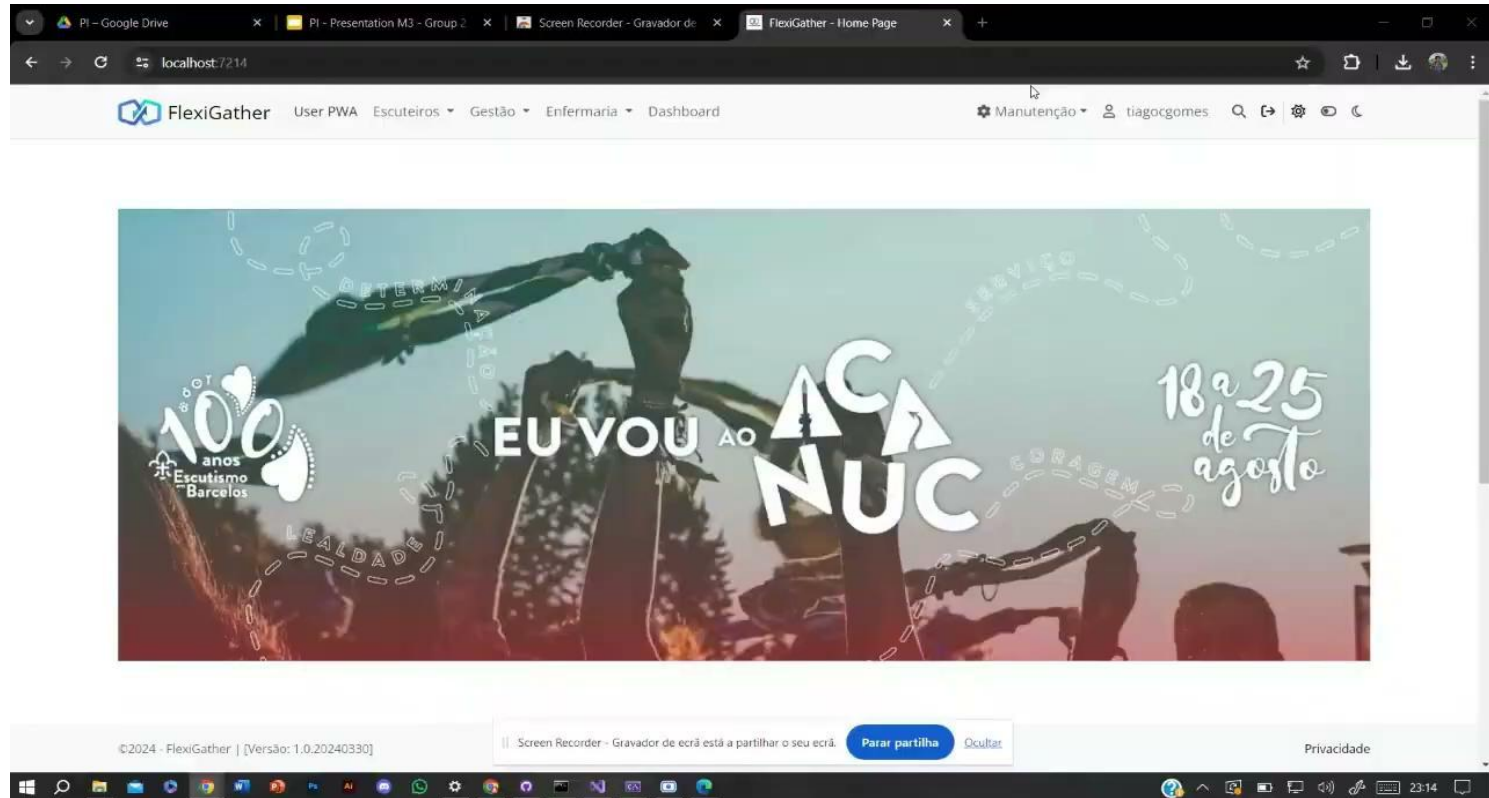 PI – Google Drive
PI - Presentation M3 - Group 2
Screen Recorder - Gravador de
FlexiGather - Home Page
localhost:7214
FlexiGather User PWA Escuteiros Gestão Enfermaria Dashboard Manutenção tiagocgomes
DETERMINAÇÃO
SERVIÇO
100
anos
Escutismo
em
Barcelos
EU VOU AO ACANUC
18 a 25
de
agosto
CORAGEM
LEALDADE
©2024 - FlexiGather | [Versão: 1.0.20240330]
Screen Recorder - Gravador de ecrã está a partilhar o seu ecrã. Parar partilha Ocultar
Privacidade
23:14